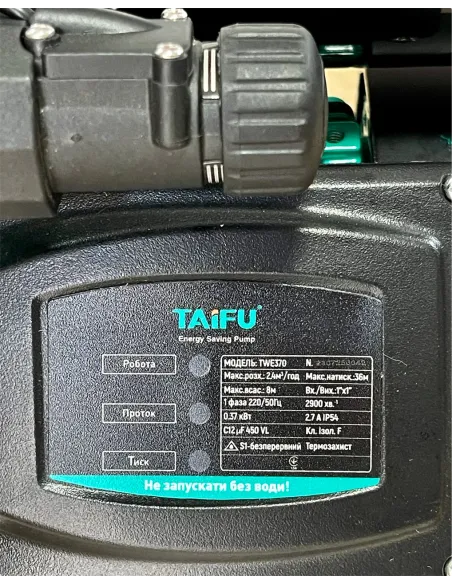 TAIFU
Energy Saving Pump
Робота
Проток
Тиск
МОДЕЛЬ: TWE370 N.
Макс.розх.: 2.4м³/год Макс.натиск.:36м
Макс.всас.: 8м Вх./Вих.:1"x1"
1 фаза 220/50Гц 2900 хв.⁻¹
0.37 кВт 2.7 A IP54
C12 µF 450 VL Кл. ізол. F
S1-безперервний Термозахист
Не запускати без води!